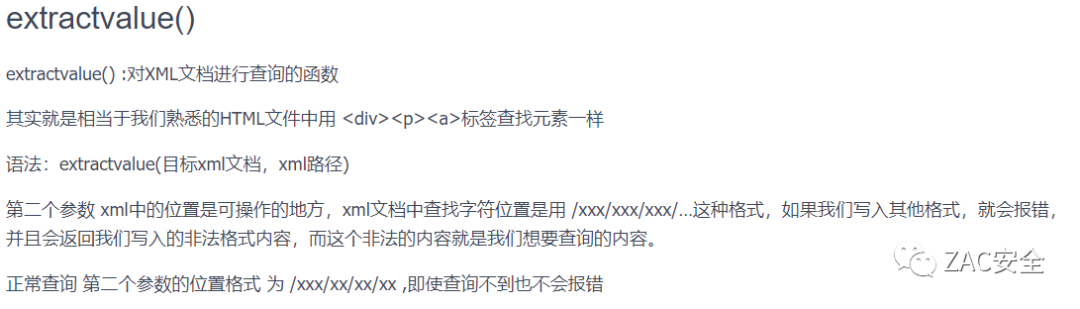 extractvalue()
extractvalue() :对XML文档进行查询的函数
其实就是相当于我们熟悉的HTML文件中用 <div><p><a>标签查找元素一样
语法：extractvalue(目标xml文档，xml路径)
第二个参数 xml中的位置是可操作的地方，xml文档中查找字符位置是用 /xxx/xxx/xxx/…这种格式，如果我们写入其他格式，就会报错，
并且会返回我们写入的非法格式内容，而这个非法的内容就是我们想要查询的内容。
ZAC安全
正常查询 第二个参数的位置格式 为 /xxx/xx/xx/xx ,即使查询不到也不会报错